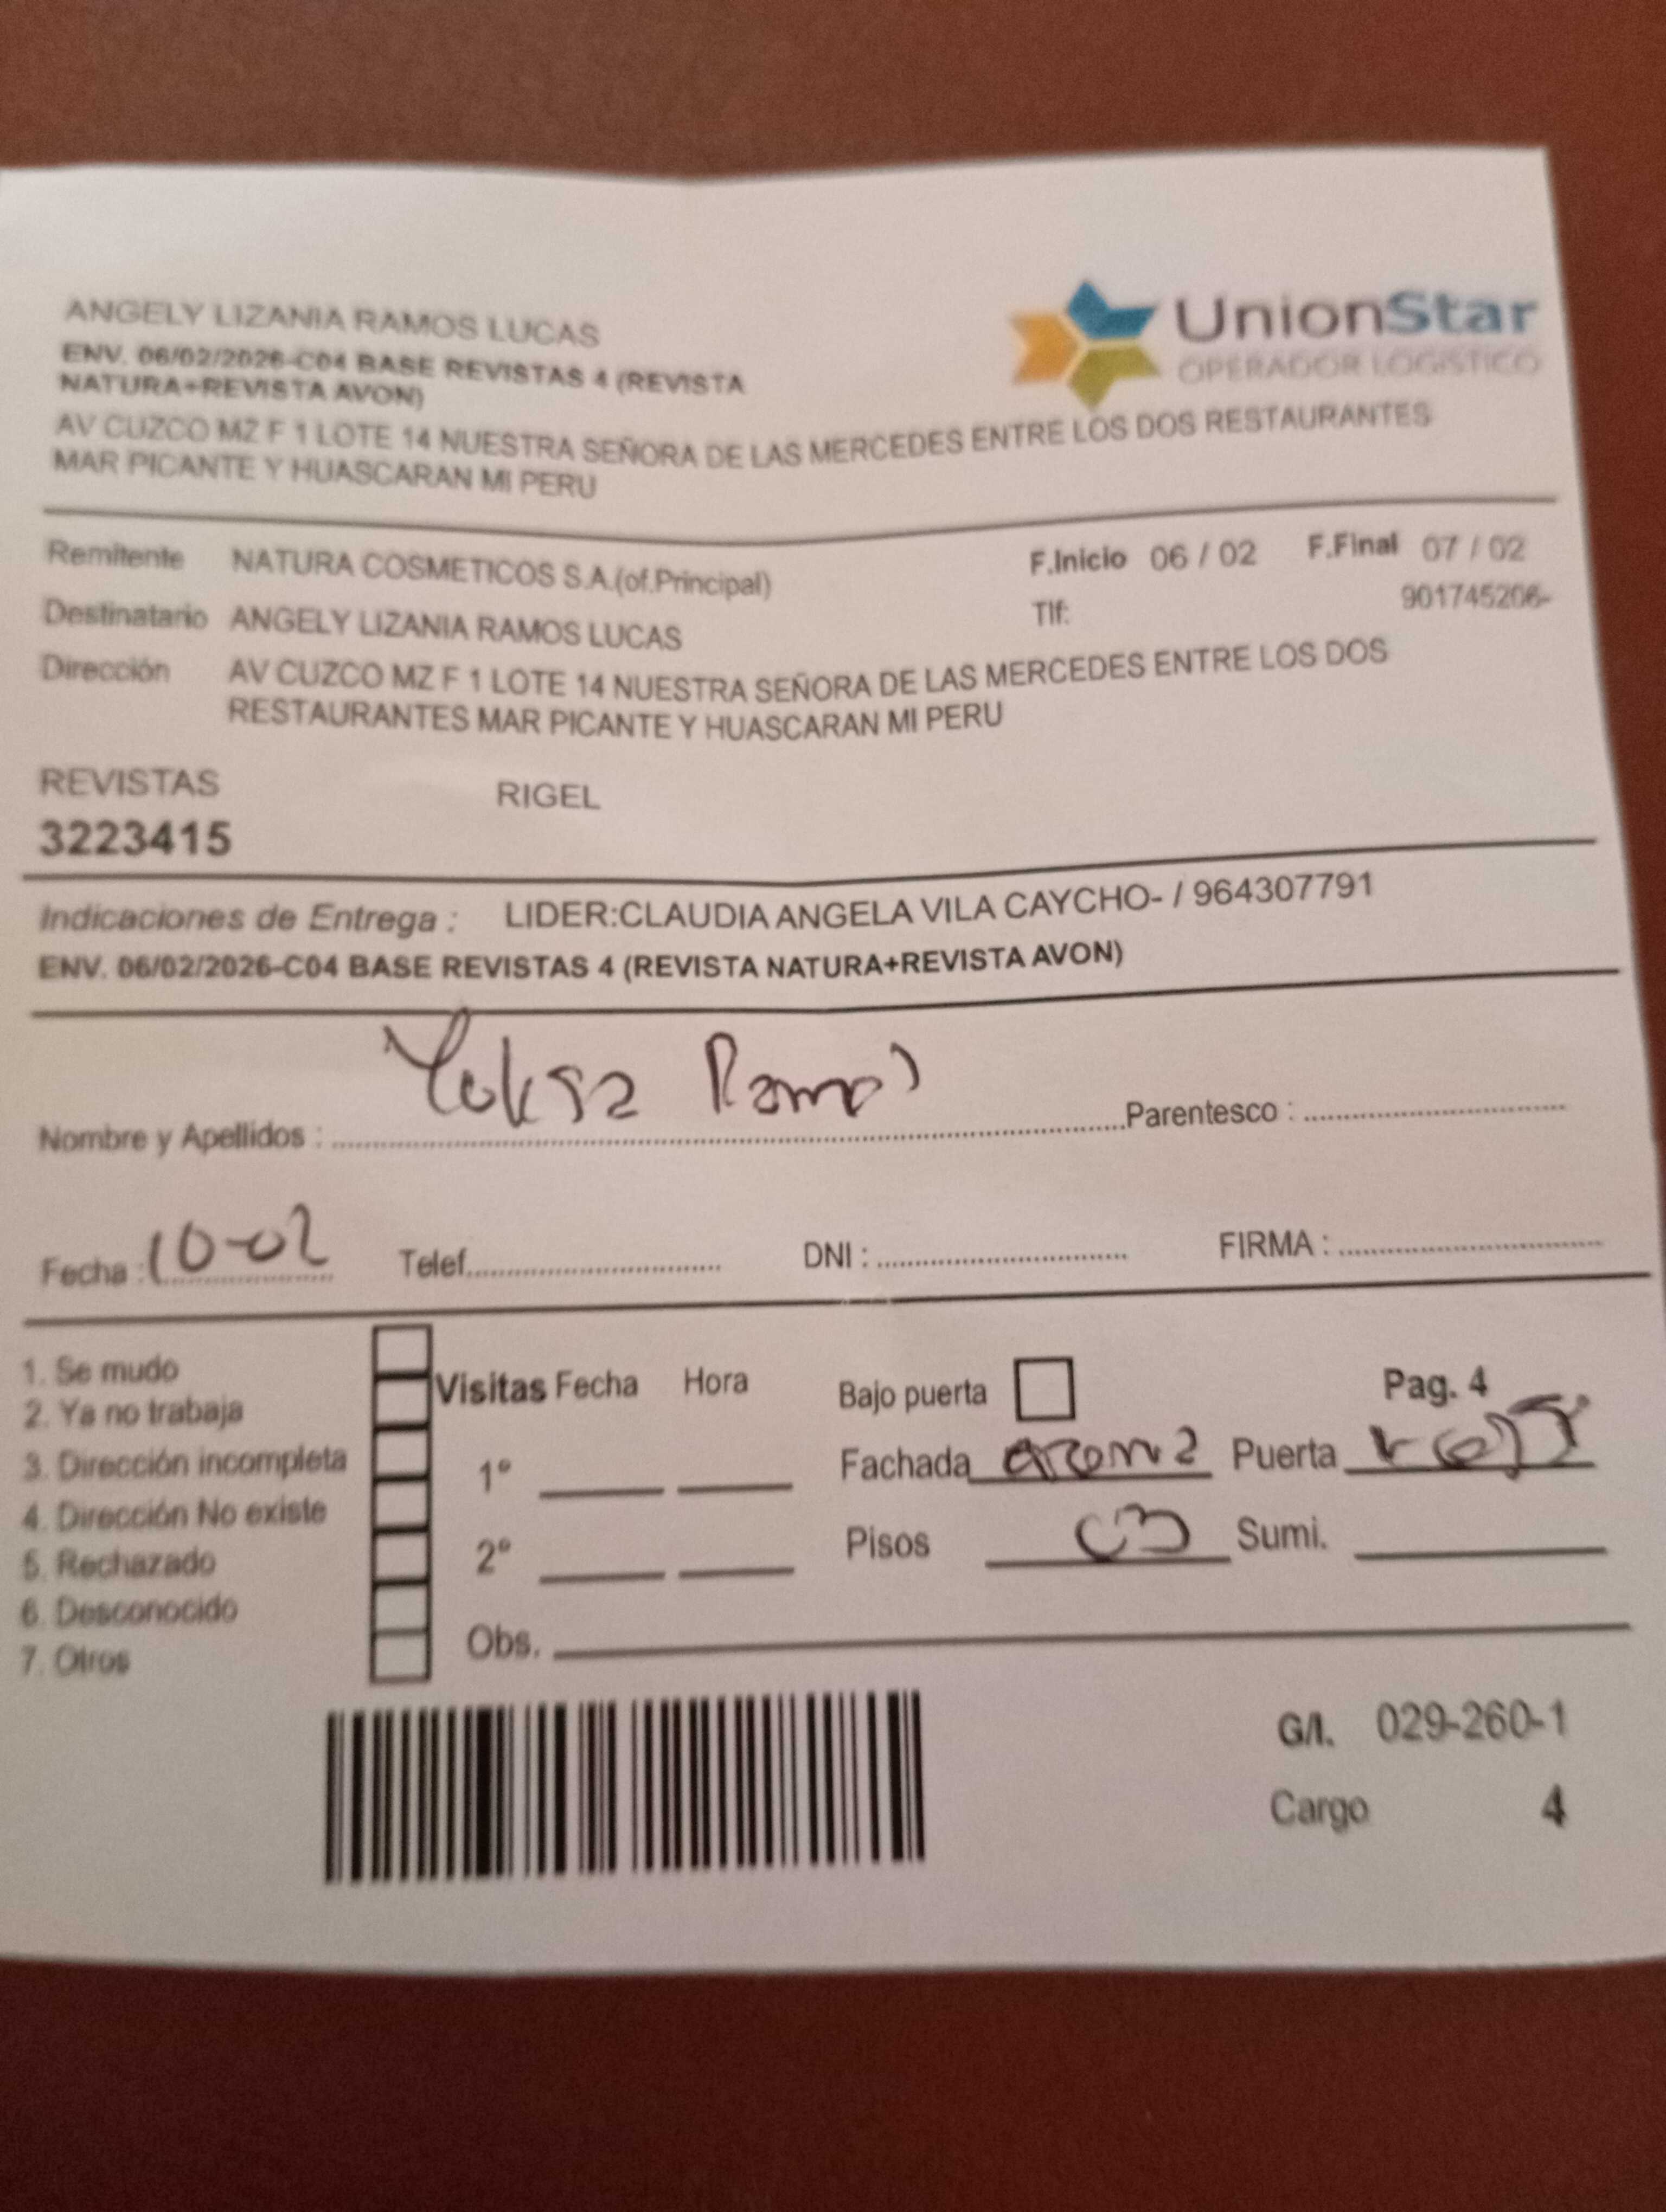 ANGELY LIZANIA RAMOS LUCAS
ENV. 06/02/2026-C04 BASE REVISTAS 4 (REVISTA
NATURA+REVISTA AVON)
UnionStar
OPERADOR LOGÍSTICO
AV CUZCO MZ F 1 LOTE 14 NUESTRA SEÑORA DE LAS MERCEDES ENTRE LOS DOS RESTAURANTES
MAR PICANTE Y HUASCARAN MI PERU
Remitente NATURA COSMETICOS S.A.(of.Principal) F.Inicio 06 / 02 F.Final 07 / 02
Destinatario ANGELY LIZANIA RAMOS LUCAS Tlf: 901745206-
Dirección AV CUZCO MZ F 1 LOTE 14 NUESTRA SEÑORA DE LAS MERCEDES ENTRE LOS DOS
RESTAURANTES MAR PICANTE Y HUASCARAN MI PERU
REVISTAS RIGEL
3223415
Indicaciones de Entrega : LIDER:CLAUDIA ANGELA VILA CAYCHO- / 964307791
ENV. 06/02/2026-C04 BASE REVISTAS 4 (REVISTA NATURA+REVISTA AVON)
Nombre y Apellidos : Ramos Parentesco :
Fecha : 10-02 Telef. DNI : FIRMA :
1. Se mudo
2. Ya no trabaja
3. Dirección incompleta
4. Dirección No existe
5. Rechazado
6. Desconocido
7. Otros
Visitas Fecha Hora
1º
2º
Obs.
Bajo puerta Pag. 4
Fachada Puerta
Pisos 03 Sumi.
G/I. 029-260-1
Cargo 4